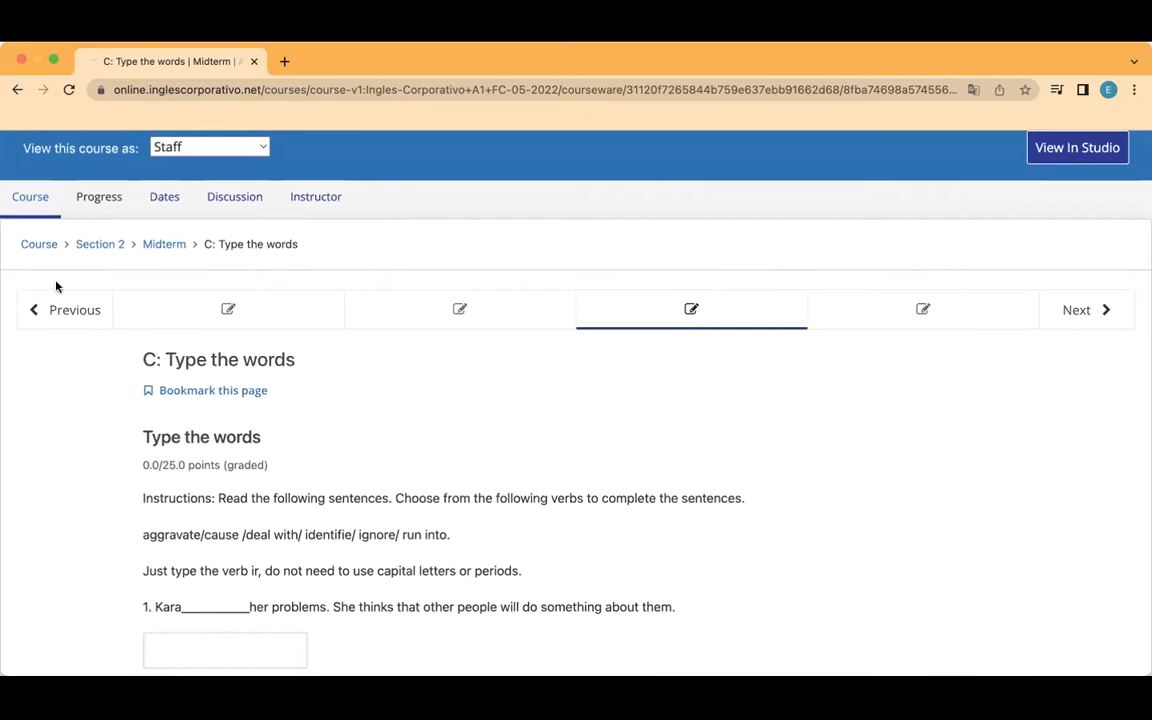 C: Type the words | Midterm |
online.inglescorporativo.net/courses/course-v1:Ingles-Corporativo+A1+FC-05-2022/courseware/31120f7265844b759e637ebb91662d68/8fba74698a574556...
E
View this course as: Staff
View In Studio
Course Progress Dates Discussion Instructor
Course > Section 2 > Midterm > C: Type the words
Previous
Next
C: Type the words
Bookmark this page
Type the words
0.0/25.0 points (graded)
Instructions: Read the following sentences. Choose from the following verbs to complete the sentences.
aggravate/cause /deal with/ identifie/ ignore/ run into.
Just type the verb ir, do not need to use capital letters or periods.
1. Kara__________her problems. She thinks that other people will do something about them.